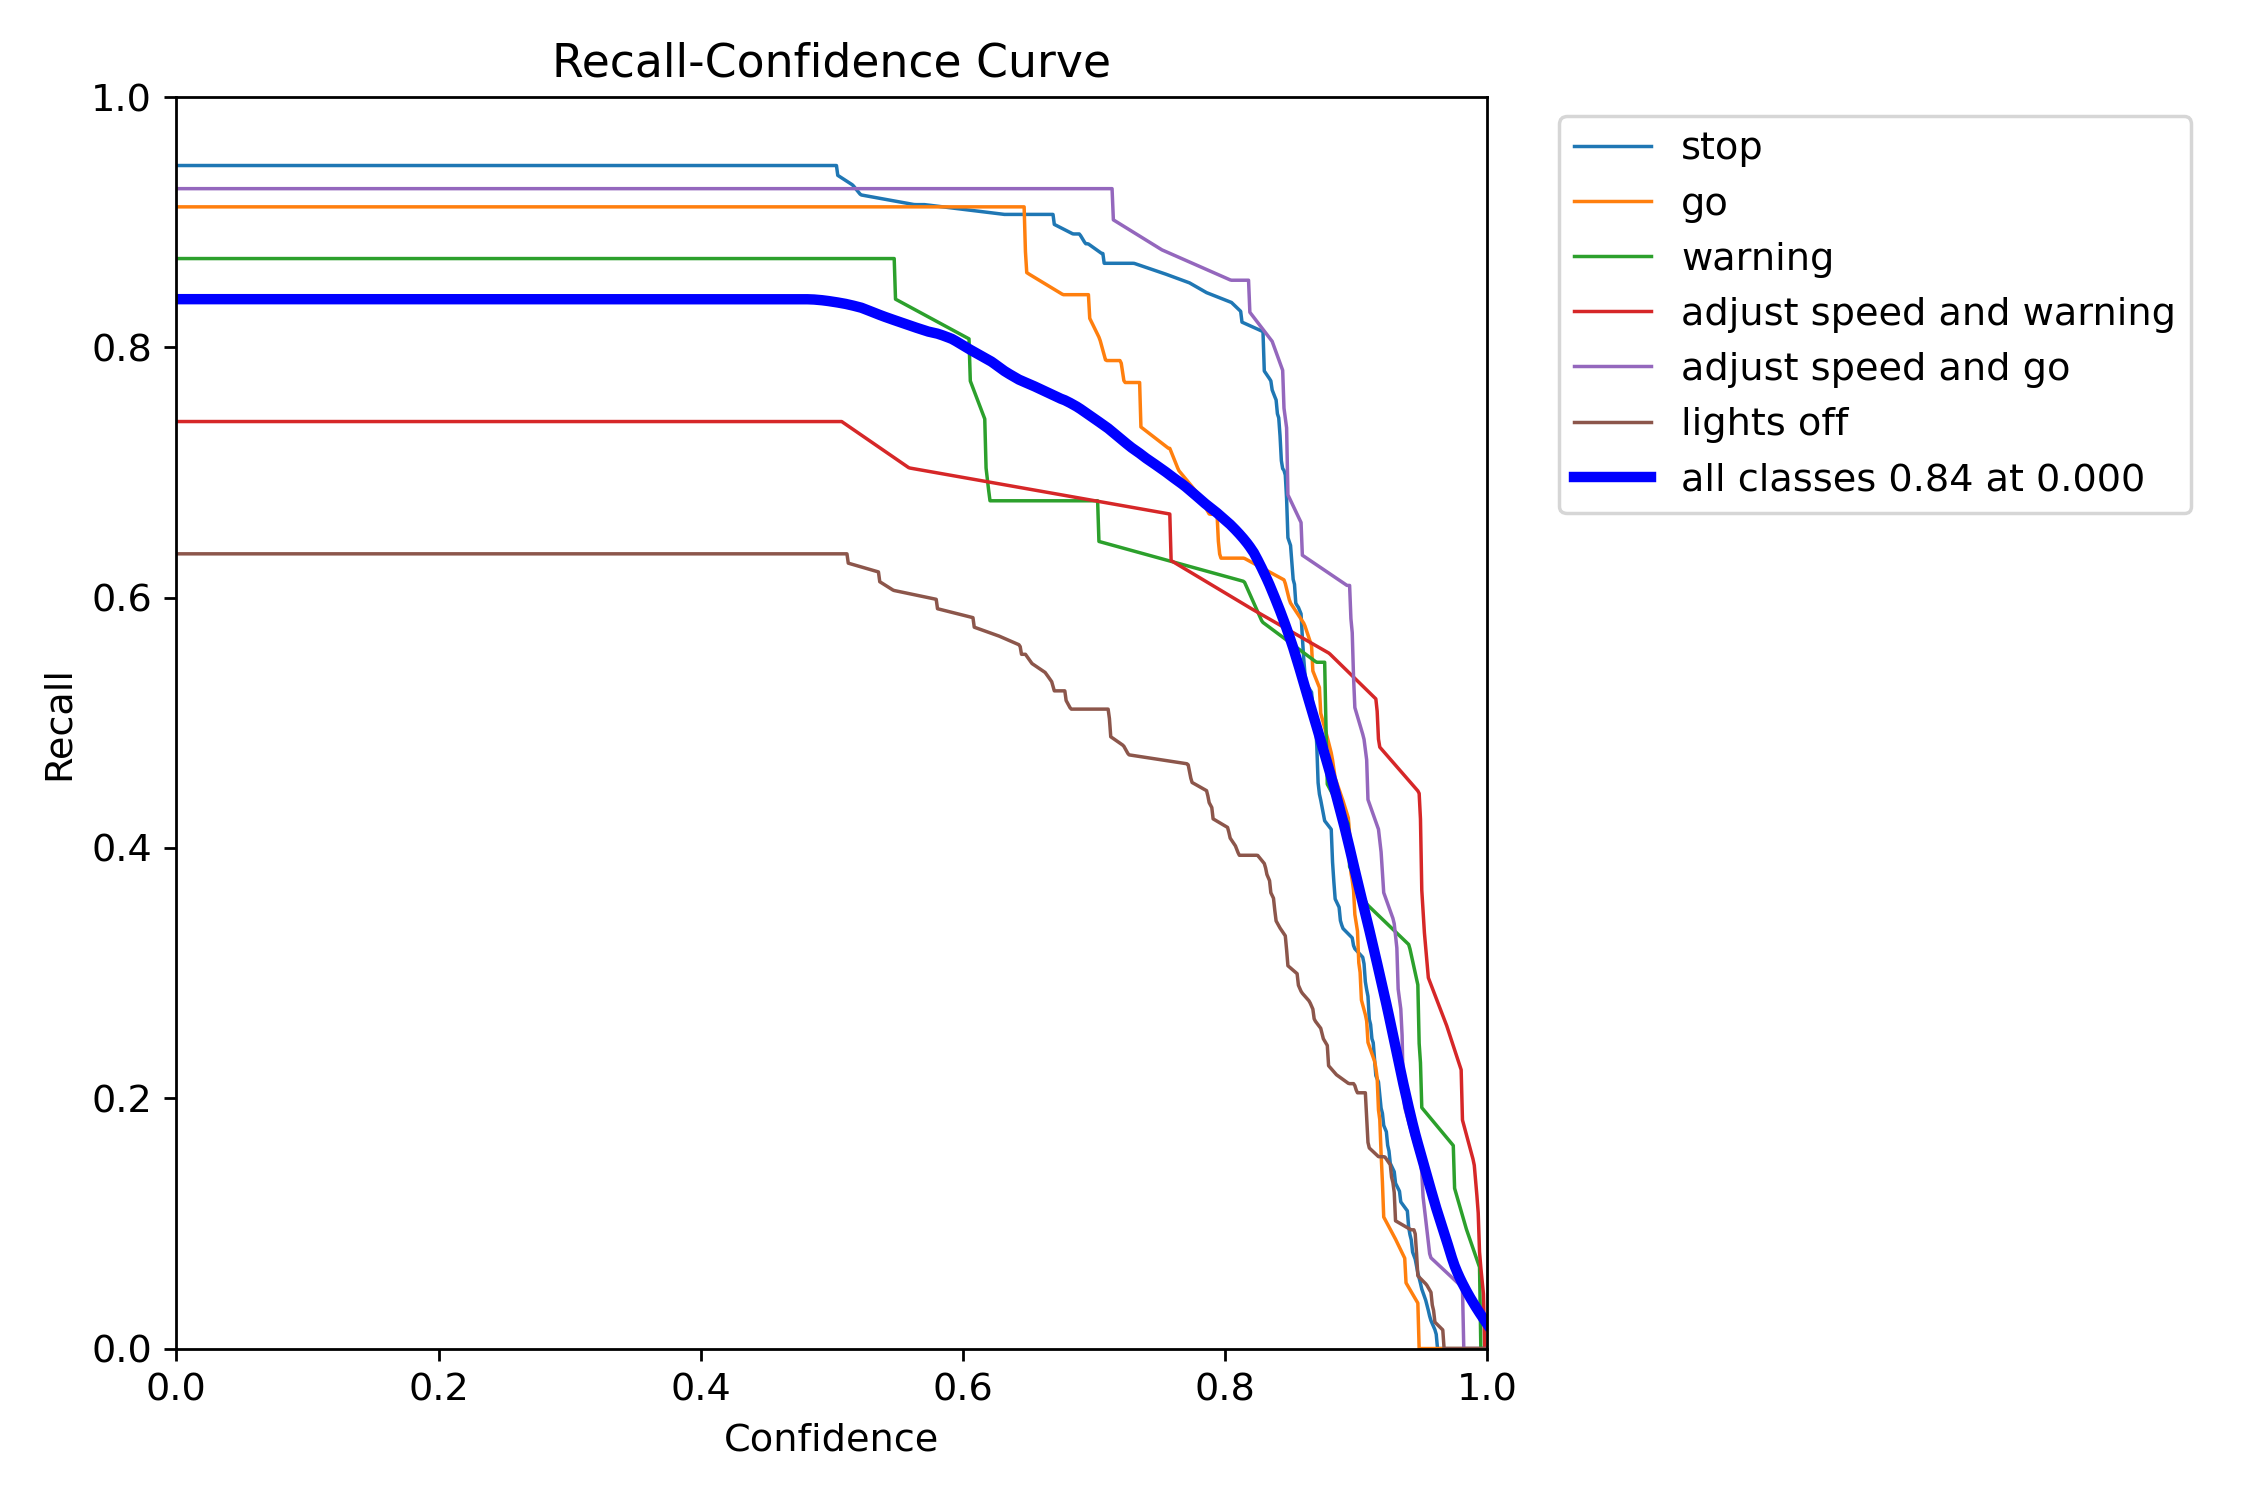 Recall-Confidence Curve
1.0
0.8
0.6
0.4
0.2
0.0
Recall
0.0 0.2 0.4 0.6 0.8 1.0
Confidence
stop
go
warning
adjust speed and warning
adjust speed and go
lights off
all classes 0.84 at 0.000